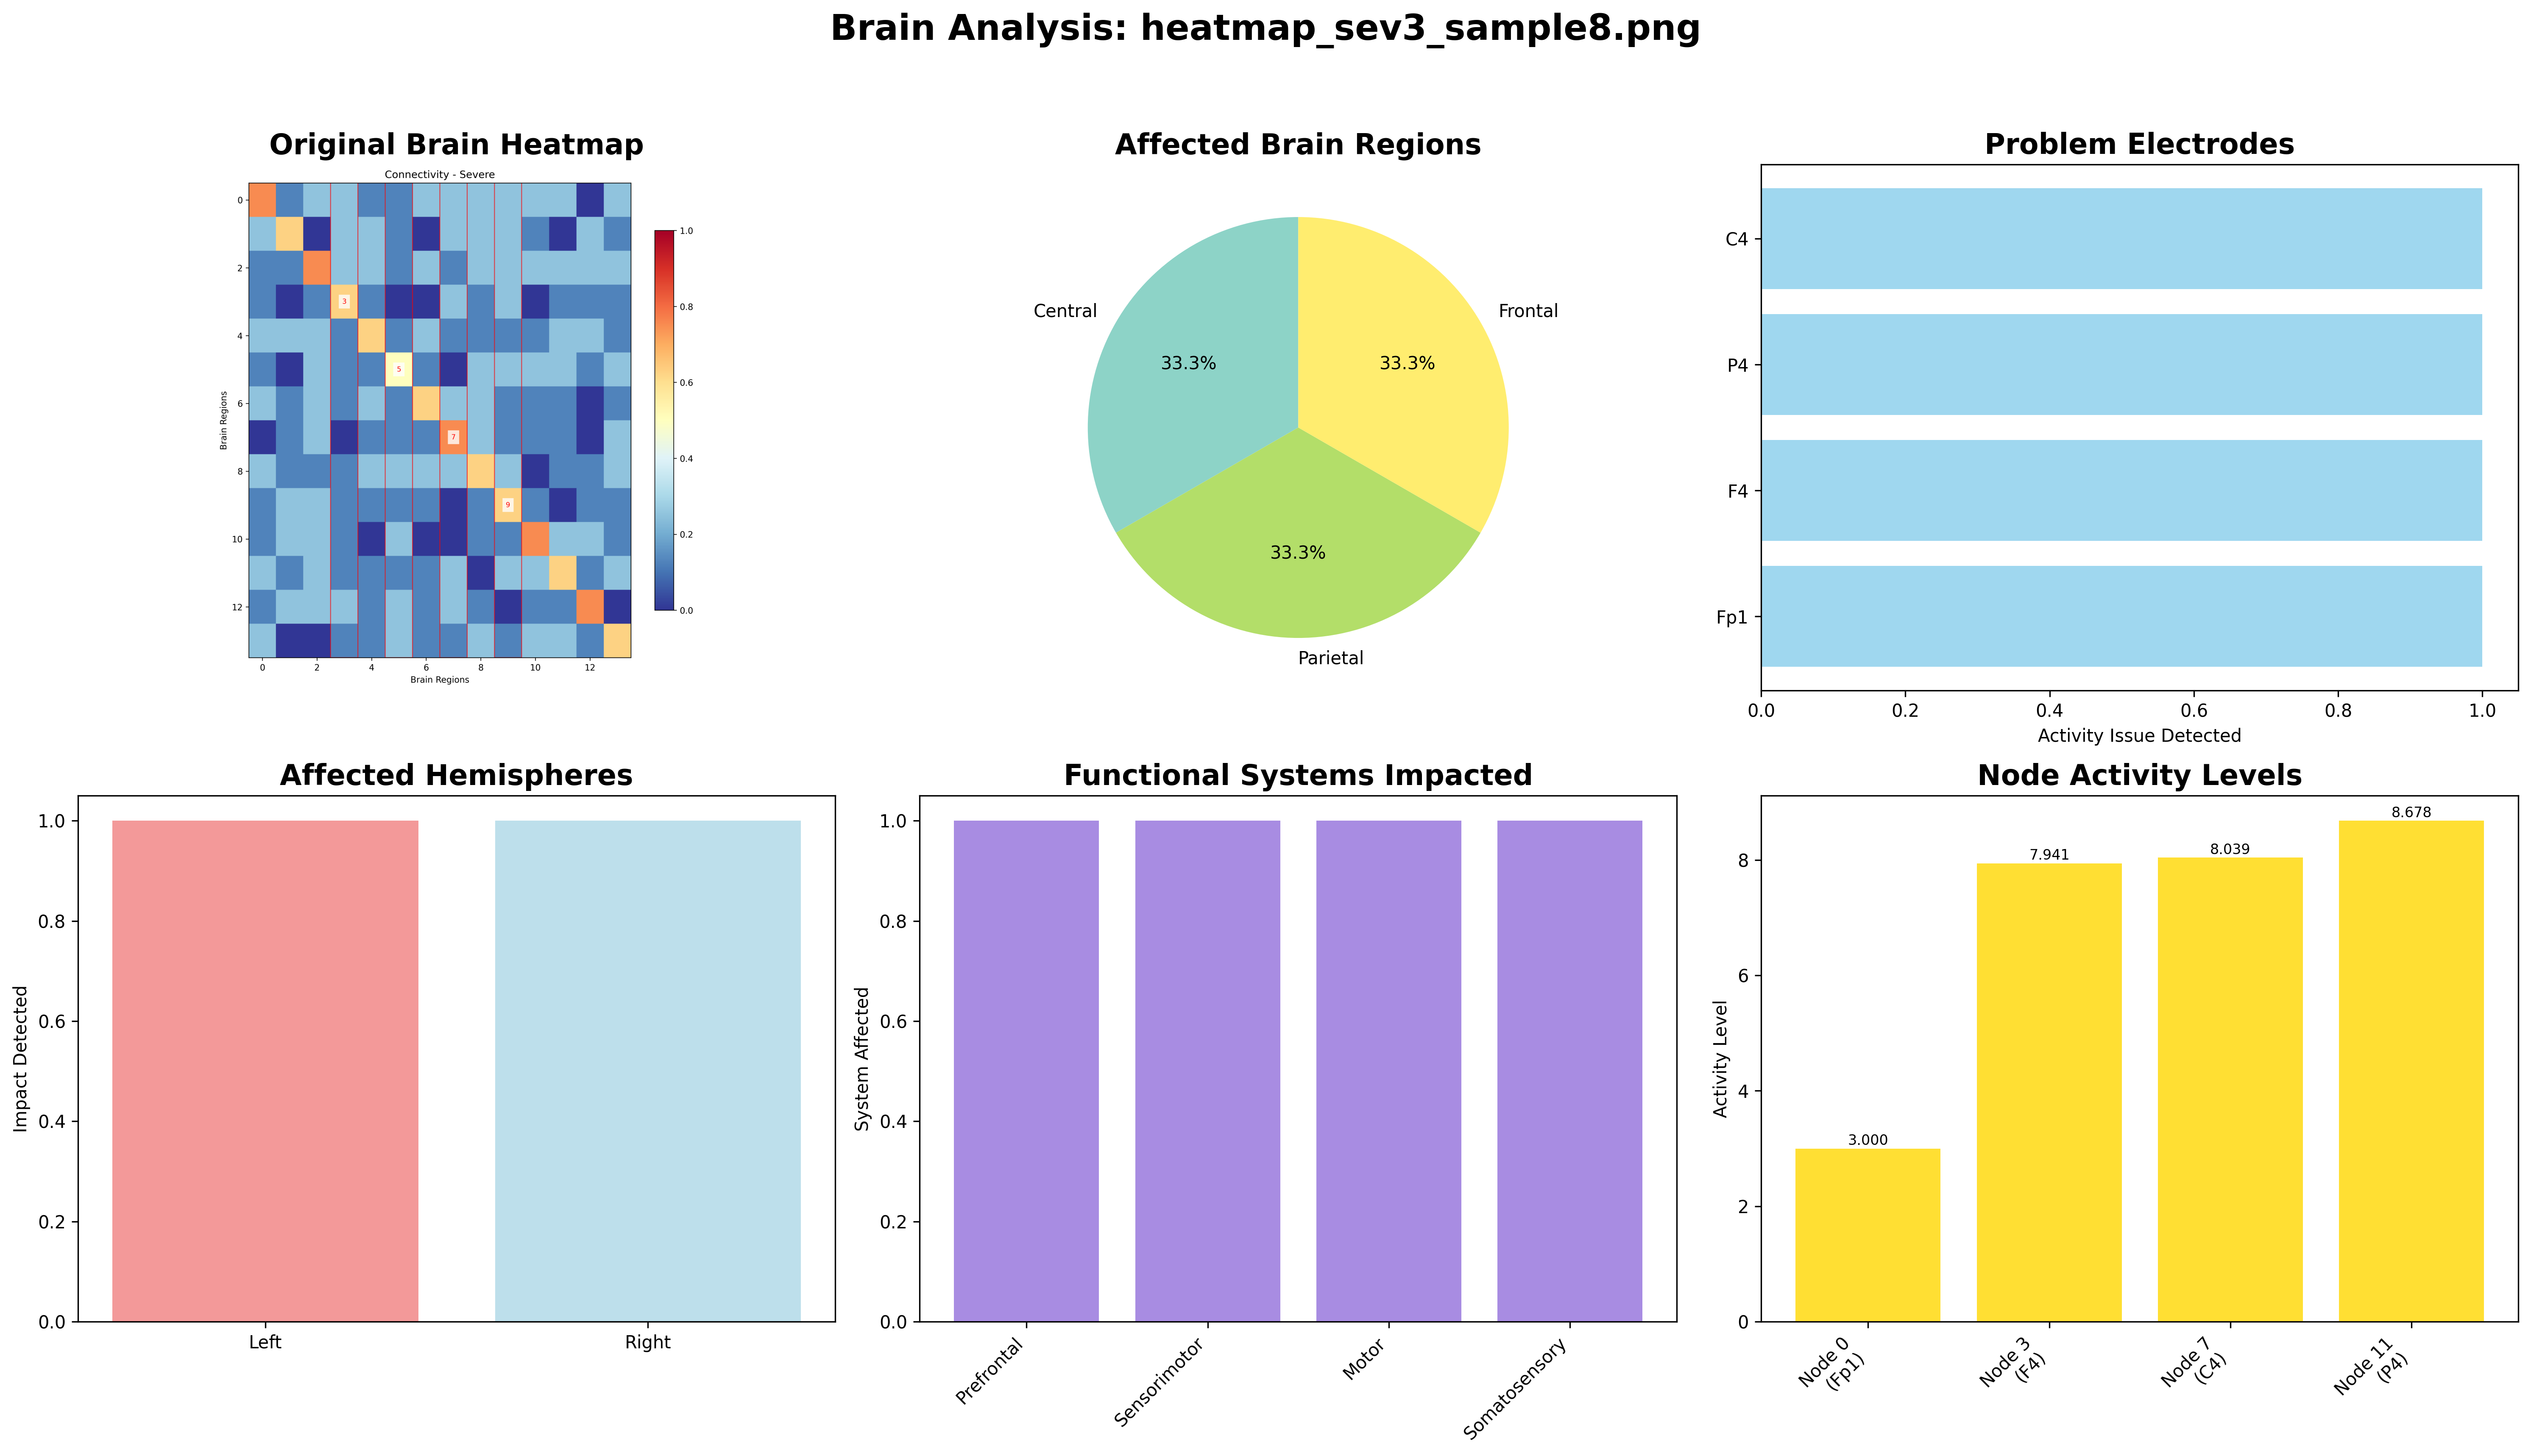 Brain Analysis: heatmap_sev3_sample8.png
Original Brain Heatmap
Connectivity - Severe
0
2
4
6
8
10
12
Brain Regions
3
5
7
9
0 2 4 6 8 10 12
Brain Regions
1.0
0.8
0.6
0.4
0.2
0.0
Affected Brain Regions
Central
Frontal
Parietal
33.3%
33.3%
33.3%
Problem Electrodes
C4
P4
F4
Fp1
0.0 0.2 0.4 0.6 0.8 1.0
Activity Issue Detected
Affected Hemispheres
Impact Detected
1.0
0.8
0.6
0.4
0.2
0.0
Left Right
Functional Systems Impacted
System Affected
1.0
0.8
0.6
0.4
0.2
0.0
Prefrontal
Sensorimotor
Motor
Somatosensory
Node Activity Levels
Activity Level
8
6
4
2
0
3.000
7.941
8.039
8.678
Node 0
(Fp1)
Node 3
(F4)
Node 7
(C4)
Node 11
(P4)